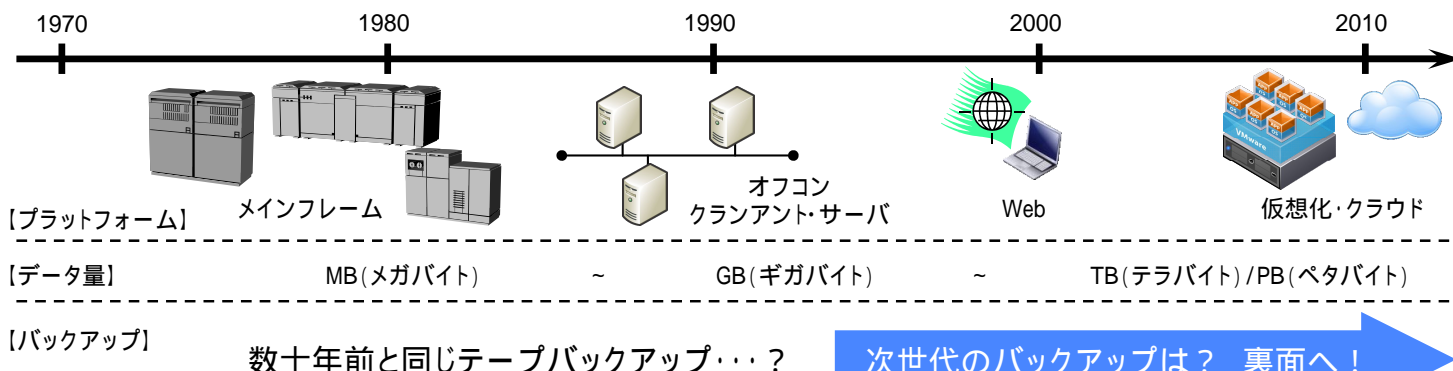 1970 1980 1990 2000 2010
VMware
メインフレーム
オフコン
クランアント・サーバ
Web
仮想化・クラウド
【プラットフォーム】
【データ量】 MB(メガバイト) ~ GB(ギガバイト) ~ TB(テラバイト)/PB(ペタバイト)
【バックアップ】
数十年前と同じテープバックアップ・・・？ 次世代のバックアップは？ 裏面へ！